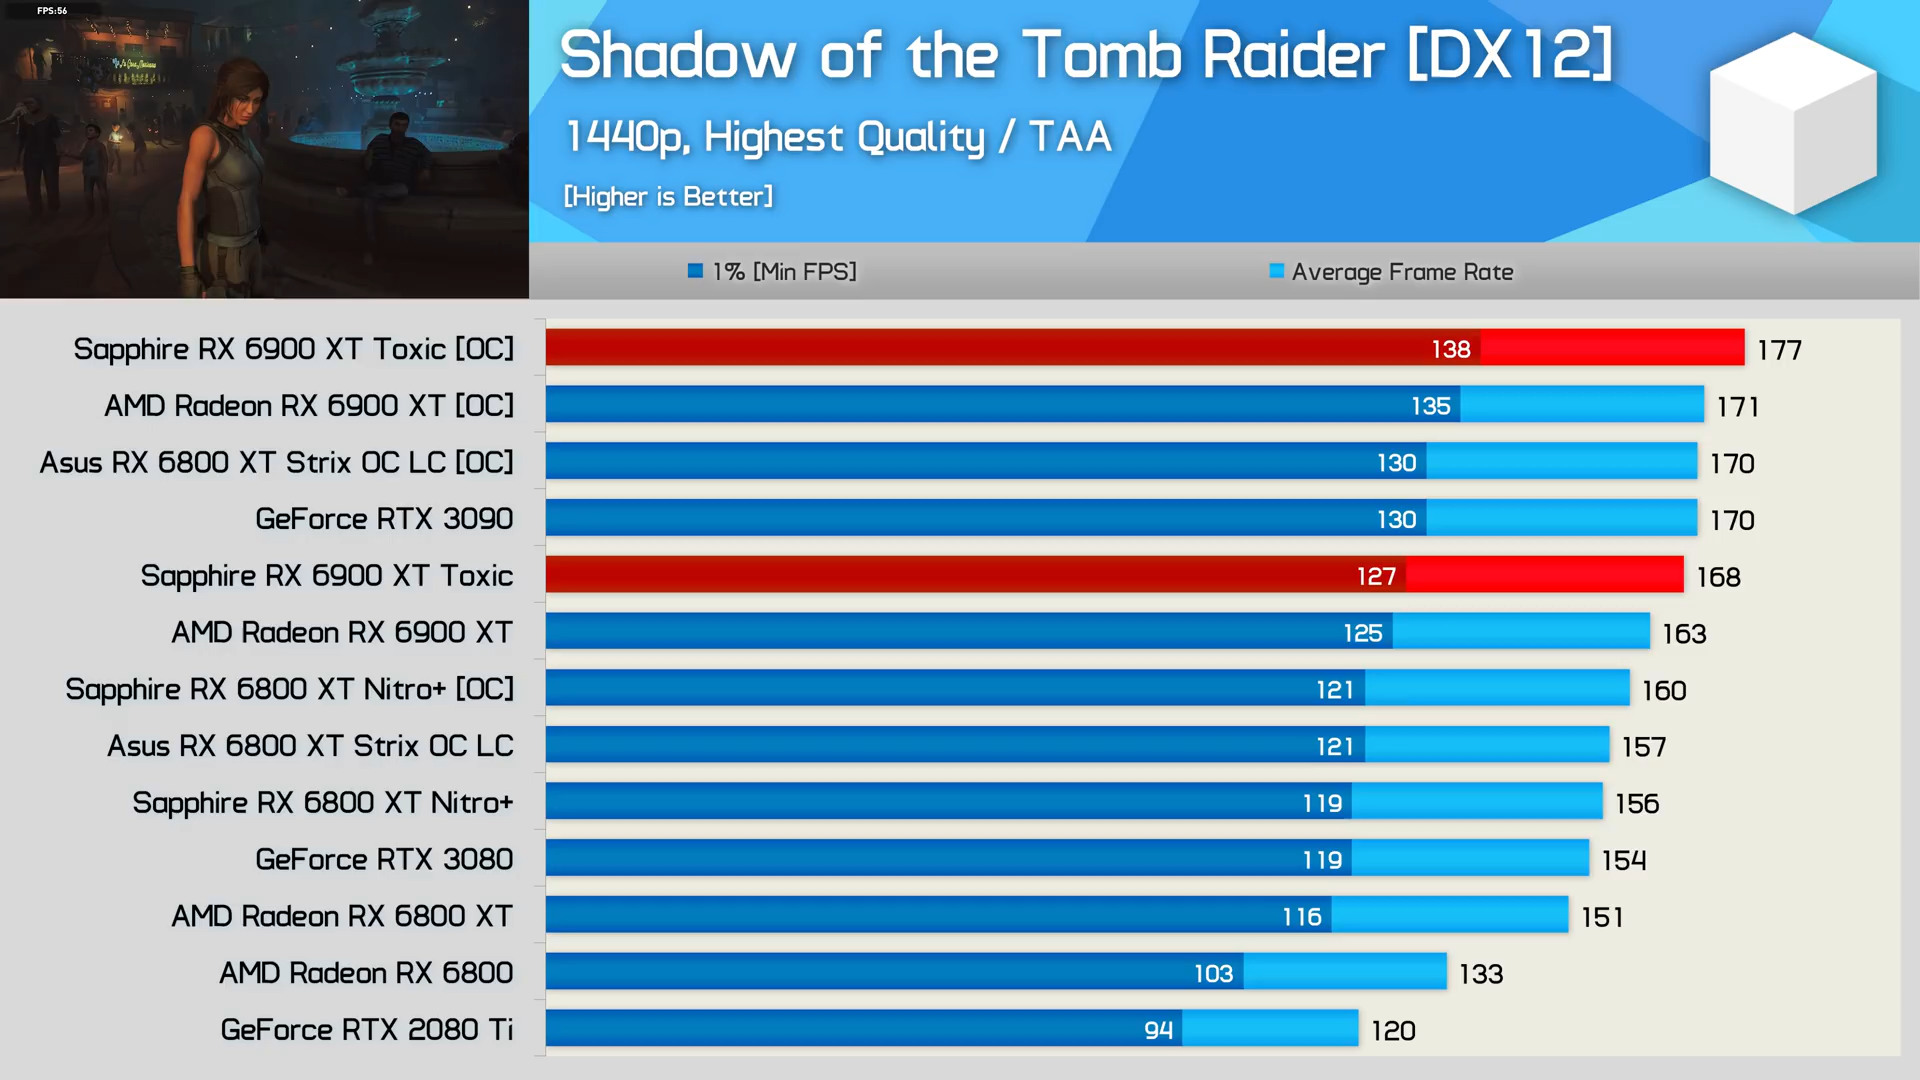 FPS:56
Shadow of the Tomb Raider [DX12]
1440p, Highest Quality / TAA
[Higher is Better]
1% [Min FPS]
Average Frame Rate
Sapphire RX 6900 XT Toxic [OC] 138 177
AMD Radeon RX 6900 XT [OC] 135 171
Asus RX 6800 XT Strix OC LC [OC] 130 170
GeForce RTX 3090 130 170
Sapphire RX 6900 XT Toxic 127 168
AMD Radeon RX 6900 XT 125 163
Sapphire RX 6800 XT Nitro+ [OC] 121 160
Asus RX 6800 XT Strix OC LC 121 157
Sapphire RX 6800 XT Nitro+ 119 156
GeForce RTX 3080 119 154
AMD Radeon RX 6800 XT 116 151
AMD Radeon RX 6800 103 133
GeForce RTX 2080 Ti 94 120